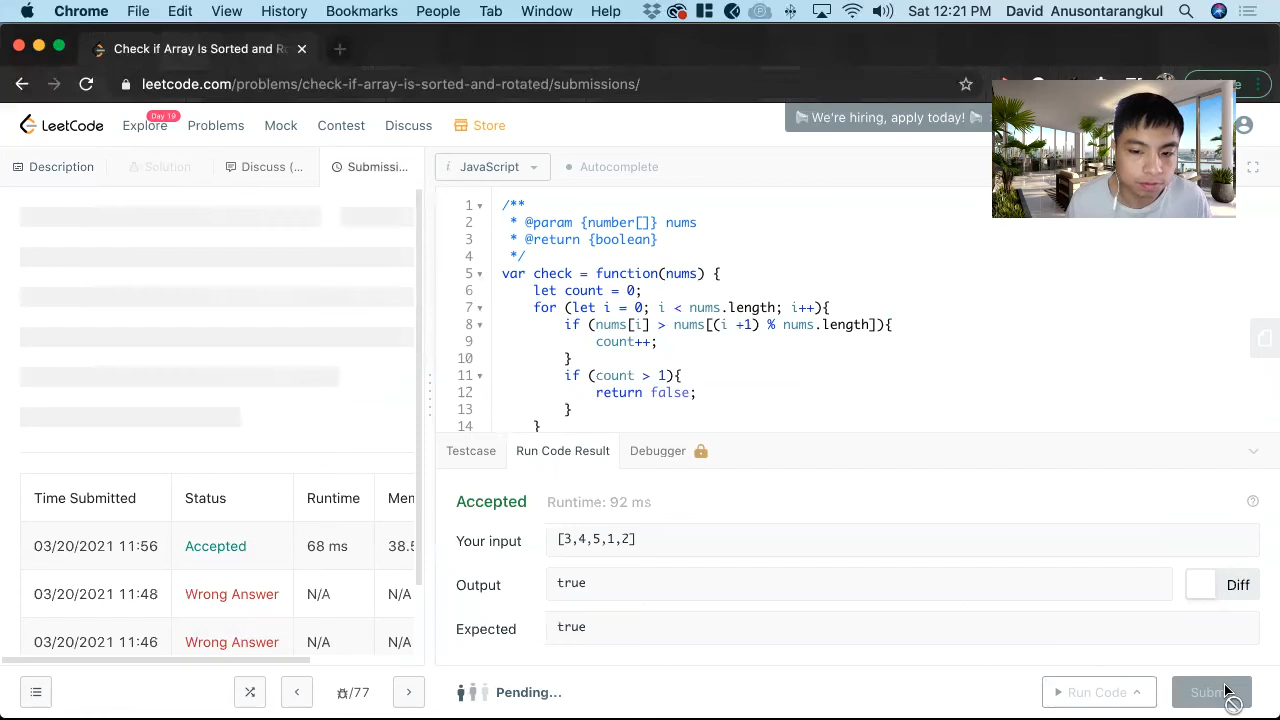 Chrome File Edit View History Bookmarks People Tab Window Help Sat 12:21 PM David Anusontarangkul
Check if Array Is Sorted and R
leetcode.com/problems/check-if-array-is-sorted-and-rotated/submissions/
LeetCode Explore Day 19 Problems Mock Contest Discuss Store We're hiring, apply today!
Description Solution Discuss (... Submissi...
i JavaScript Autocomplete
1 /**
2 * @param {number[]} nums
3 * @return {boolean}
4 */
5 var check = function(nums) {
6 let count = 0;
7 for (let i = 0; i < nums.length; i++){
8 if (nums[i] > nums[(i +1) % nums.length]){
9 count++;
10 }
11 if (count > 1){
12 return false;
13 }
14 }
Testcase Run Code Result Debugger
Accepted Runtime: 92 ms
Your input [3,4,5,1,2]
Output true Diff
Expected true
Time Submitted Status Runtime Mem
03/20/2021 11:56 Accepted 68 ms 38.5
03/20/2021 11:48 Wrong Answer N/A N/A
03/20/2021 11:46 Wrong Answer N/A N/A
/77 Pending... Run Code Subm